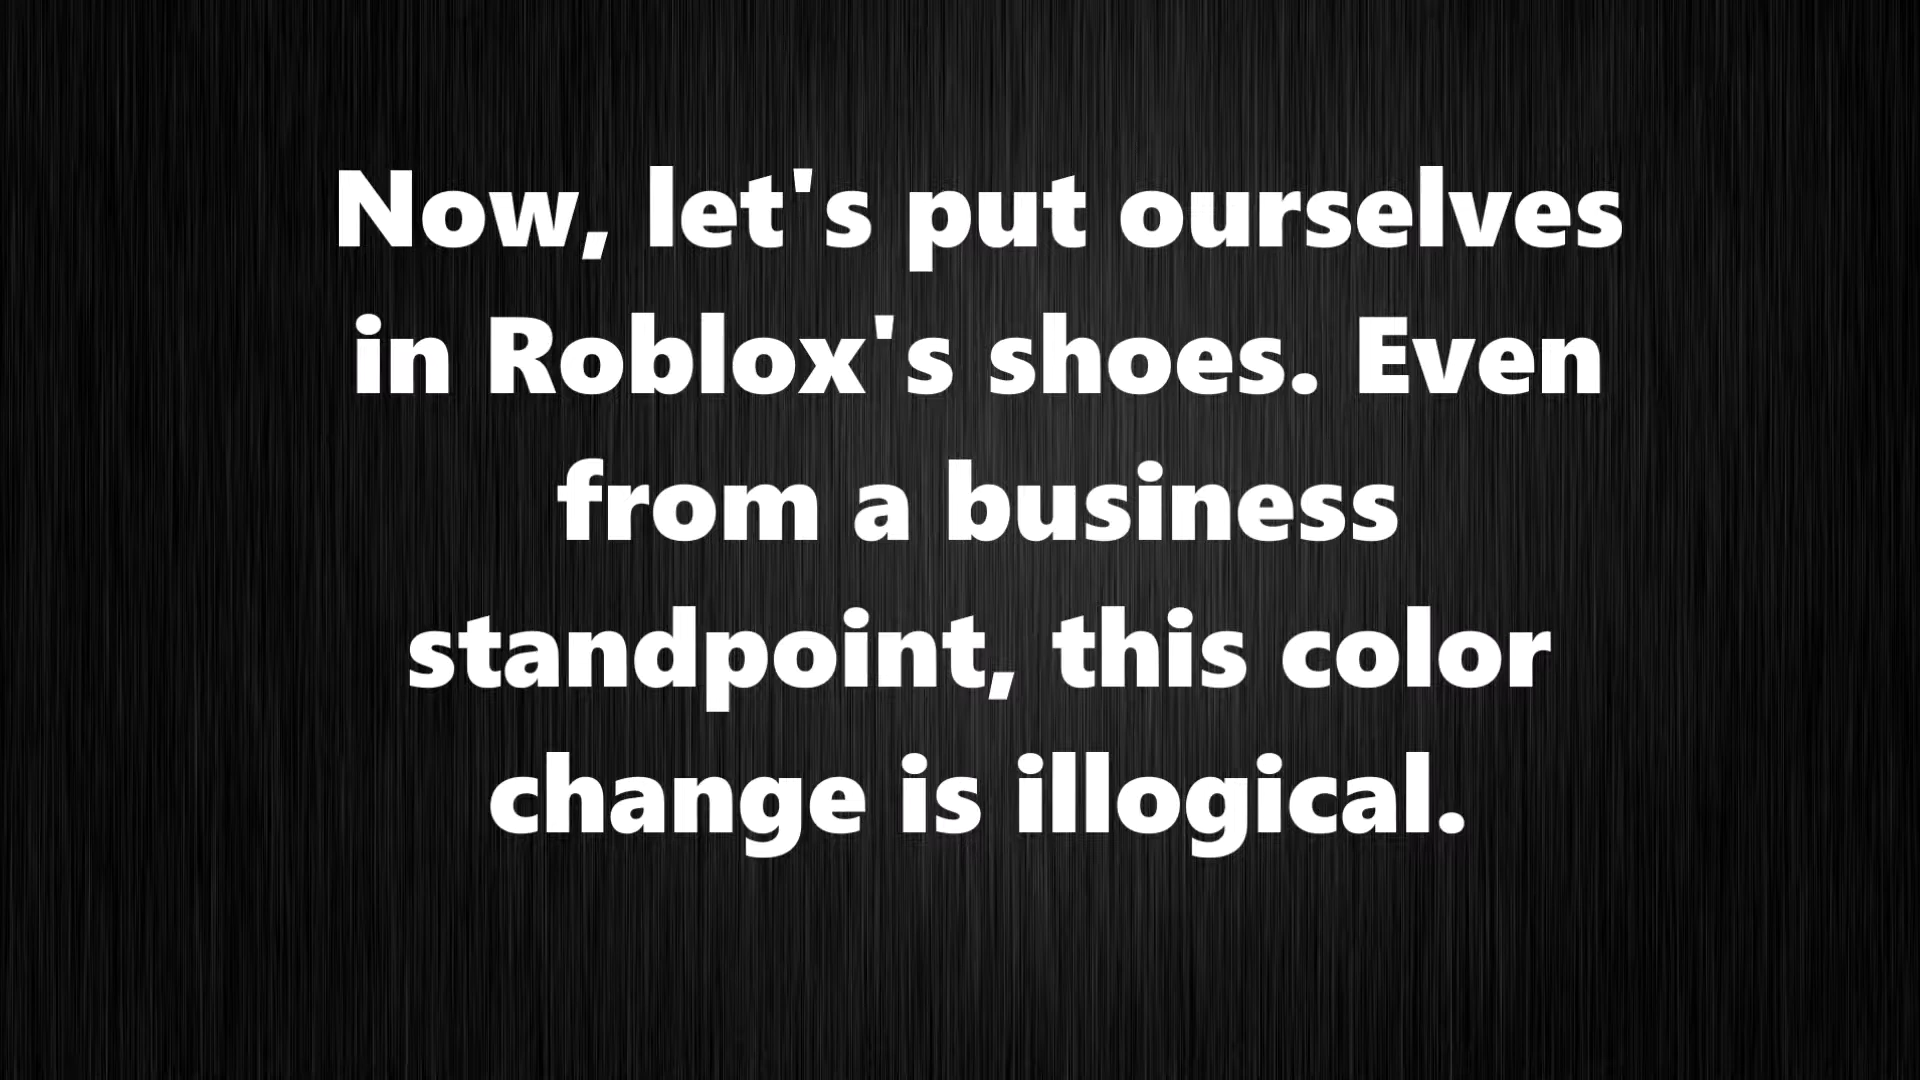 Now, let's put ourselves
in Roblox's shoes. Even
from a business
standpoint, this color
change is illogical.